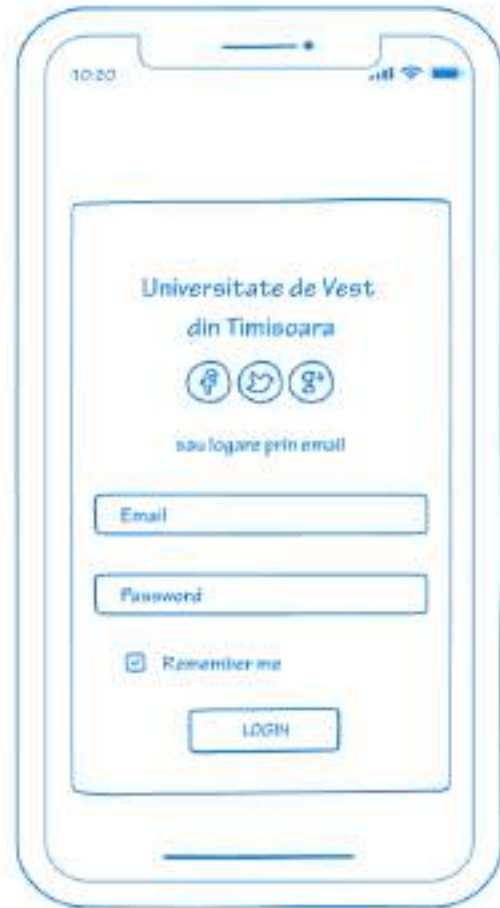 10:20
Universitate de Vest
din Timisoara
g+
sau logare prin email
Email
Password
Remember me
LOGIN